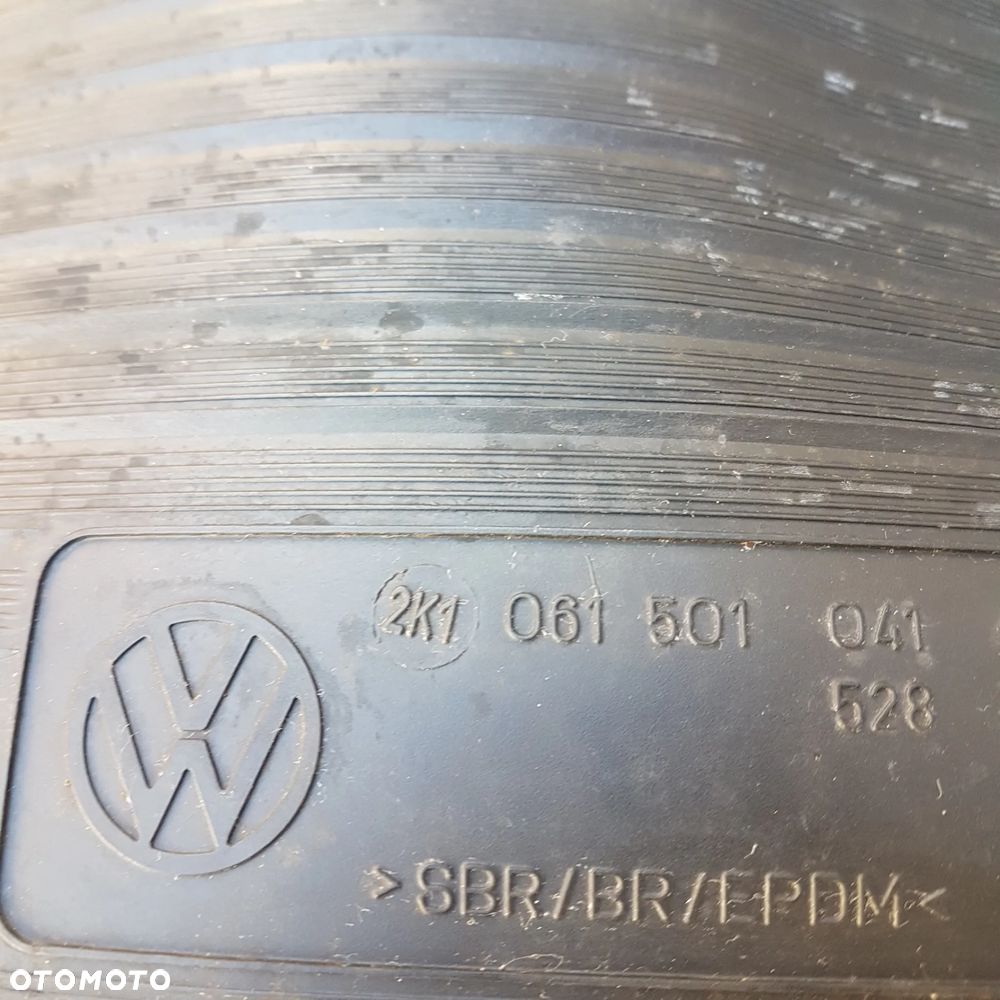 2K1 061 501 041
528
>SBR/BR/EPDM<
OTOMOTO